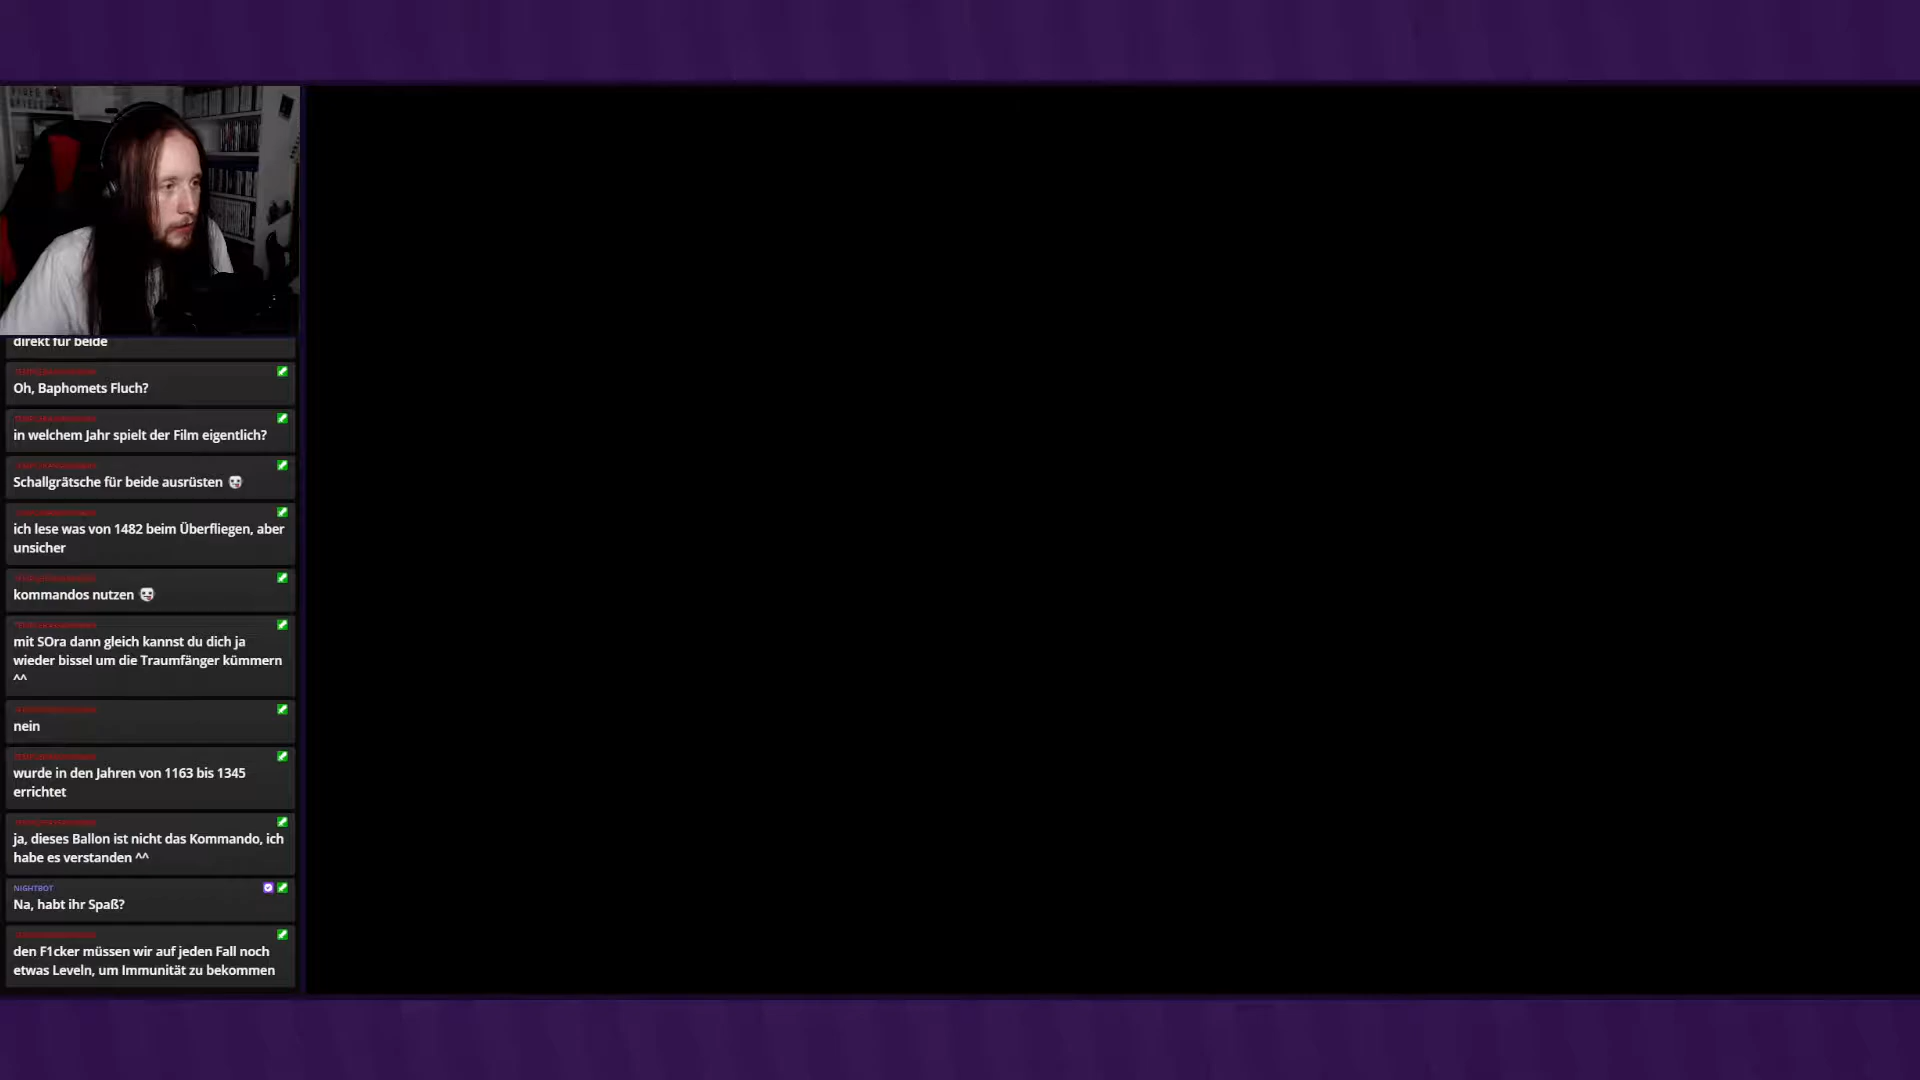 direkt für beide
Oh, Baphomets Fluch?
in welchem Jahr spielt der Film eigentlich?
Schallgrätsche für beide ausrüsten
ich lese was von 1482 beim Überfliegen, aber
unsicher
kommandos nutzen
mit SOra dann gleich kannst du dich ja
wieder bissel um die Traumfänger kümmern
^^
nein
wurde in den Jahren von 1163 bis 1345
errichtet
ja, dieses Ballon ist nicht das Kommando, ich
habe es verstanden ^^
NIGHTBOT
Na, habt ihr Spaß?
den F1cker müssen wir auf jeden Fall noch
etwas Leveln, um Immunität zu bekommen